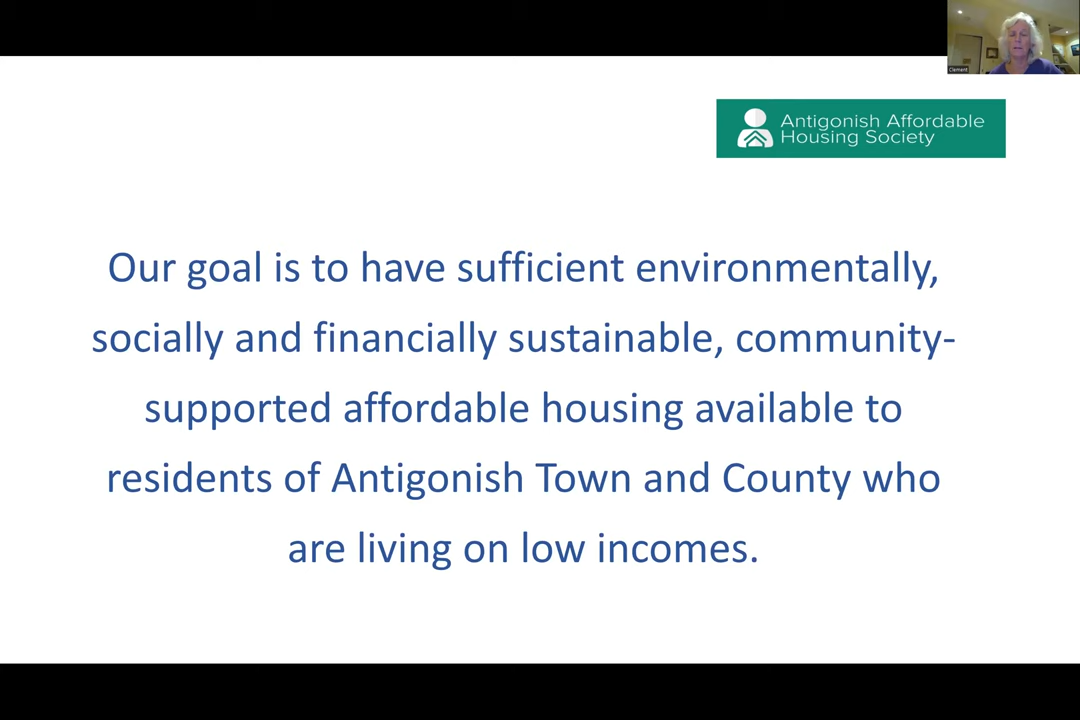 Clement
Antigonish Affordable
Housing Society
Our goal is to have sufficient environmentally,
socially and financially sustainable, community-
supported affordable housing available to
residents of Antigonish Town and County who
are living on low incomes.